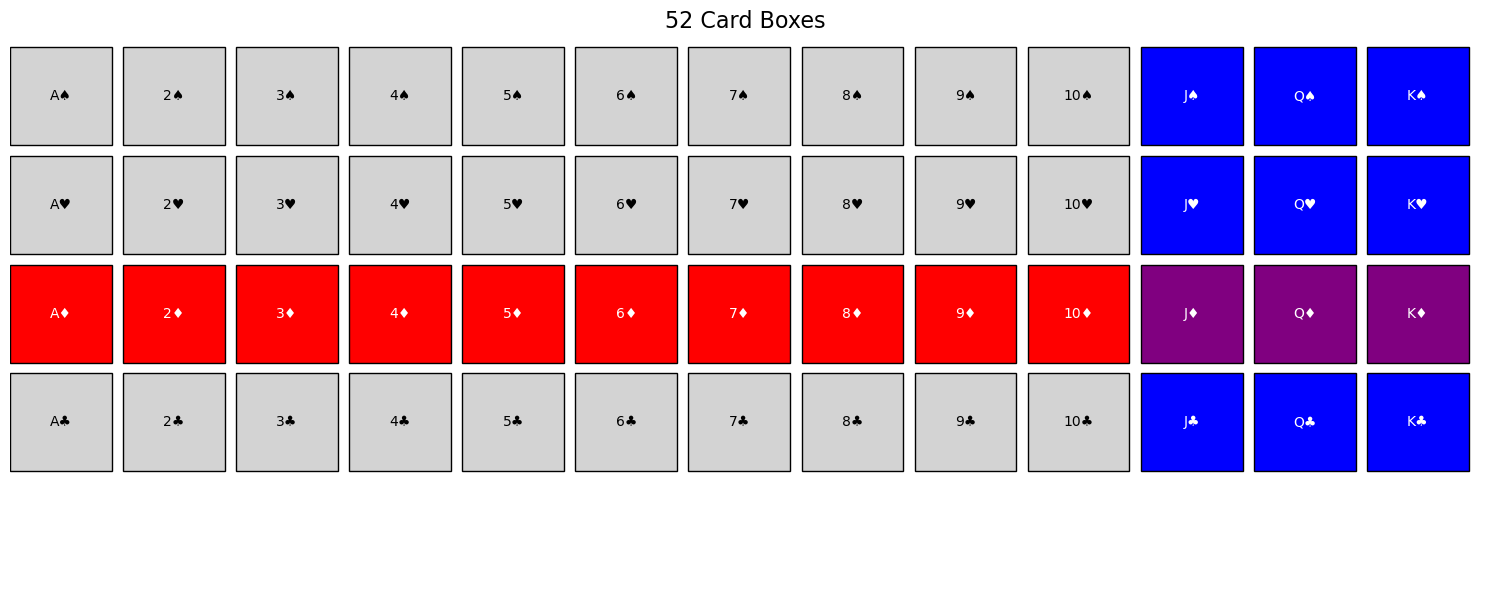 52 Card Boxes
A♠ 2♠ 3♠ 4♠ 5♠ 6♠ 7♠ 8♠ 9♠ 10♠ J♠ Q♠ K♠
A♥ 2♥ 3♥ 4♥ 5♥ 6♥ 7♥ 8♥ 9♥ 10♥ J♥ Q♥ K♥
A♦ 2♦ 3♦ 4♦ 5♦ 6♦ 7♦ 8♦ 9♦ 10♦ J♦ Q♦ K♦
A♣ 2♣ 3♣ 4♣ 5♣ 6♣ 7♣ 8♣ 9♣ 10♣ J♣ Q♣ K♣